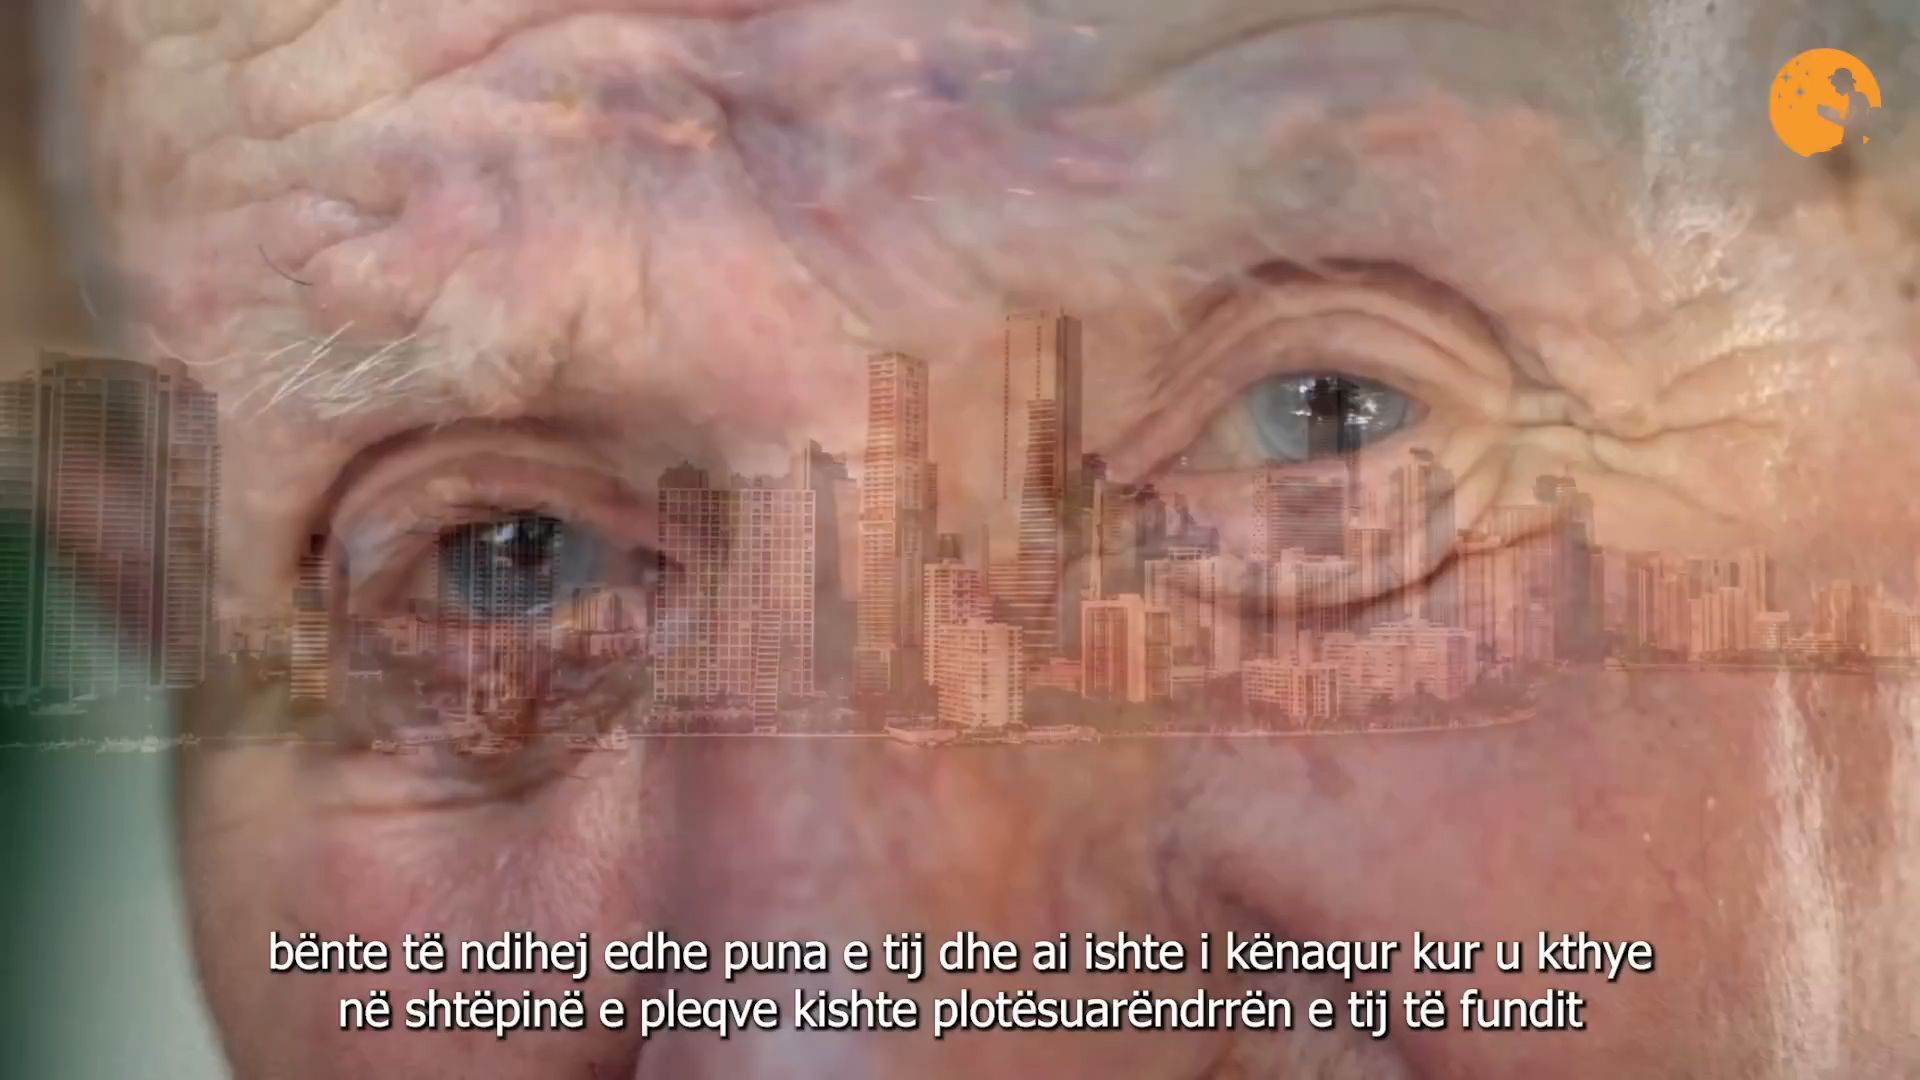 bënte të ndihej edhe puna e tij dhe ai ishte i kënaqur kur u kthye
në shtëpinë e pleqve kishte plotësuarëndrrën e tij të fundit